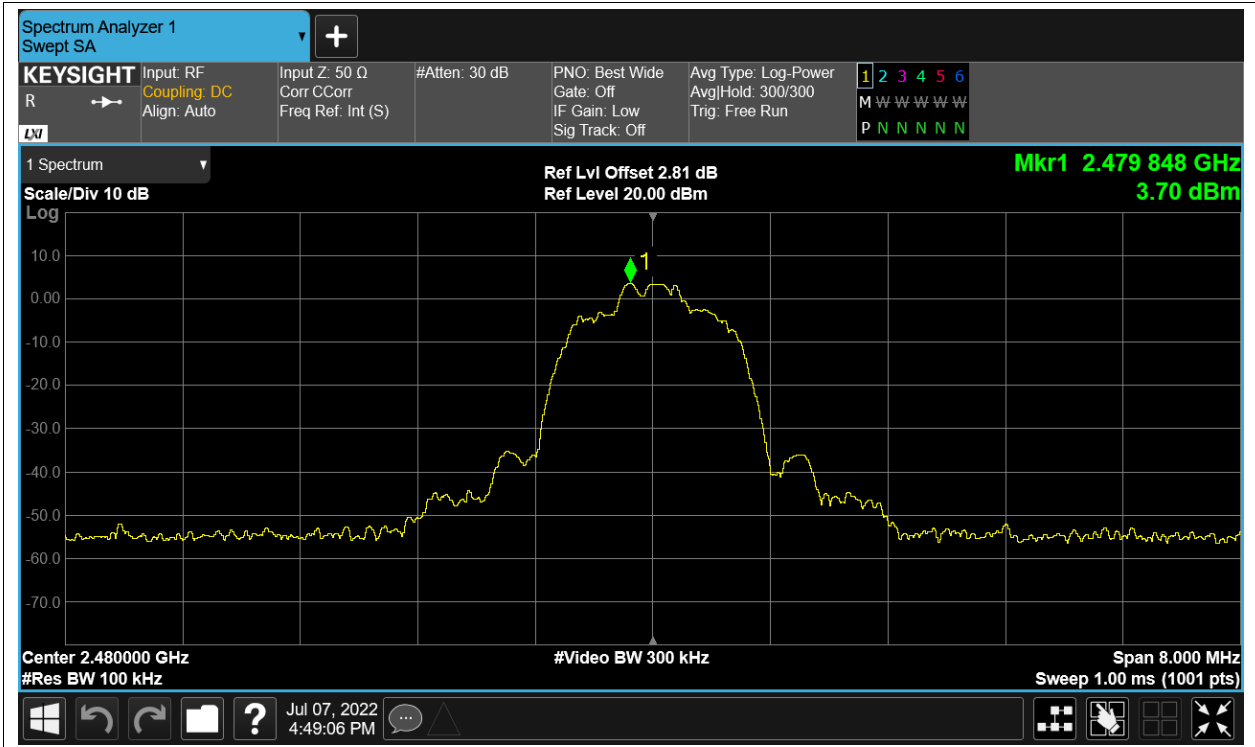 Spectrum Analyzer 1
Swept SA
KEYSIGHT
R
LXI
Input: RF
Coupling: DC
Align: Auto
Input Z: 50 Ω
Corr CCorr
Freq Ref: Int (S)
#Atten: 30 dB
PNO: Best Wide
Gate: Off
IF Gain: Low
Sig Track: Off
Avg Type: Log-Power
Avg|Hold: 300/300
Trig: Free Run
1 2 3 4 5 6
M W W W W W
P N N N N N
1 Spectrum
Scale/Div 10 dB
Ref Lvl Offset 2.81 dB
Ref Level 20.00 dBm
Mkr1 2.479 848 GHz
3.70 dBm
Log
1
10.0
0.00
-10.0
-20.0
-30.0
-40.0
-50.0
-60.0
-70.0
Center 2.480000 GHz
#Video BW 300 kHz
Span 8.000 MHz
#Res BW 100 kHz
Sweep 1.00 ms (1001 pts)
?
Jul 07, 2022
4:49:06 PM